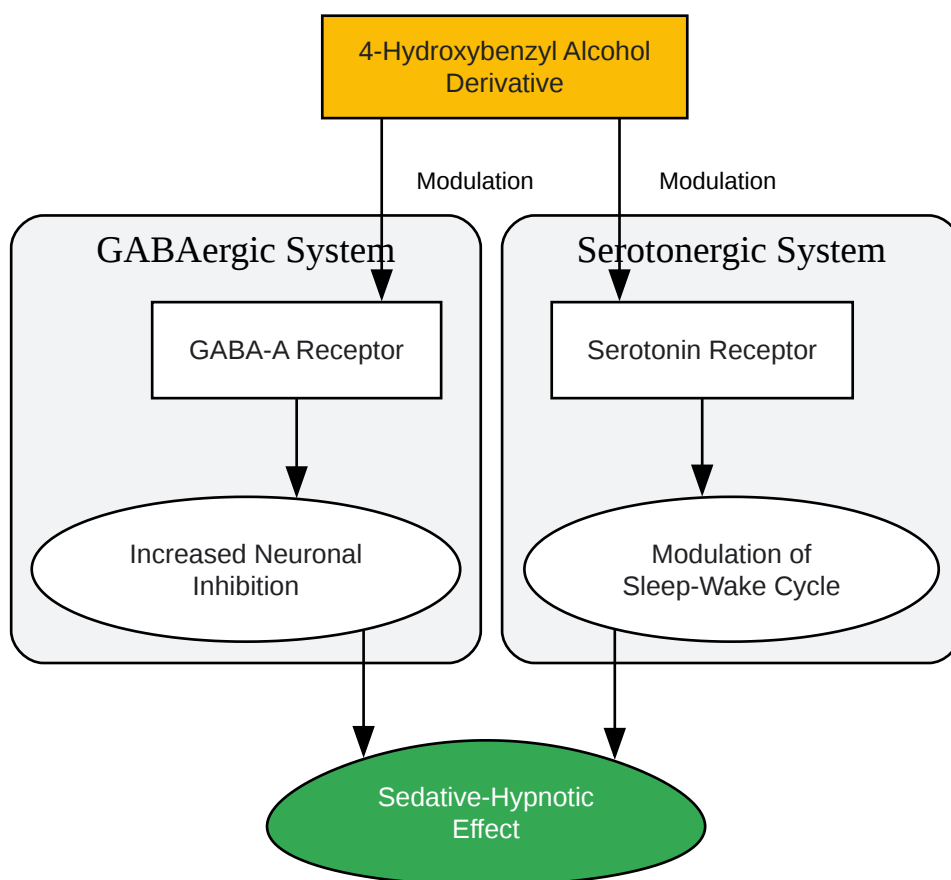 4-Hydroxybenzyl Alcohol
Derivative
Modulation
Modulation
GABAergic System
Serotonergic System
GABA-A Receptor
Serotonin Receptor
Increased Neuronal
Inhibition
Modulation of
Sleep-Wake Cycle
Sedative-Hypnotic
Effect